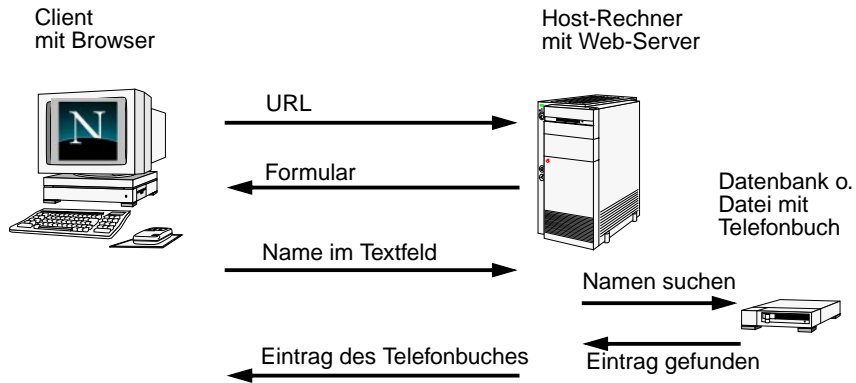 Client
mit Browser
Host-Rechner
mit Web-Server
N
URL
Formular
Datenbank o.
Datei mit
Telefonbuch
Name im Textfeld
Namen suchen
Eintrag des Telefonbuches
Eintrag gefunden